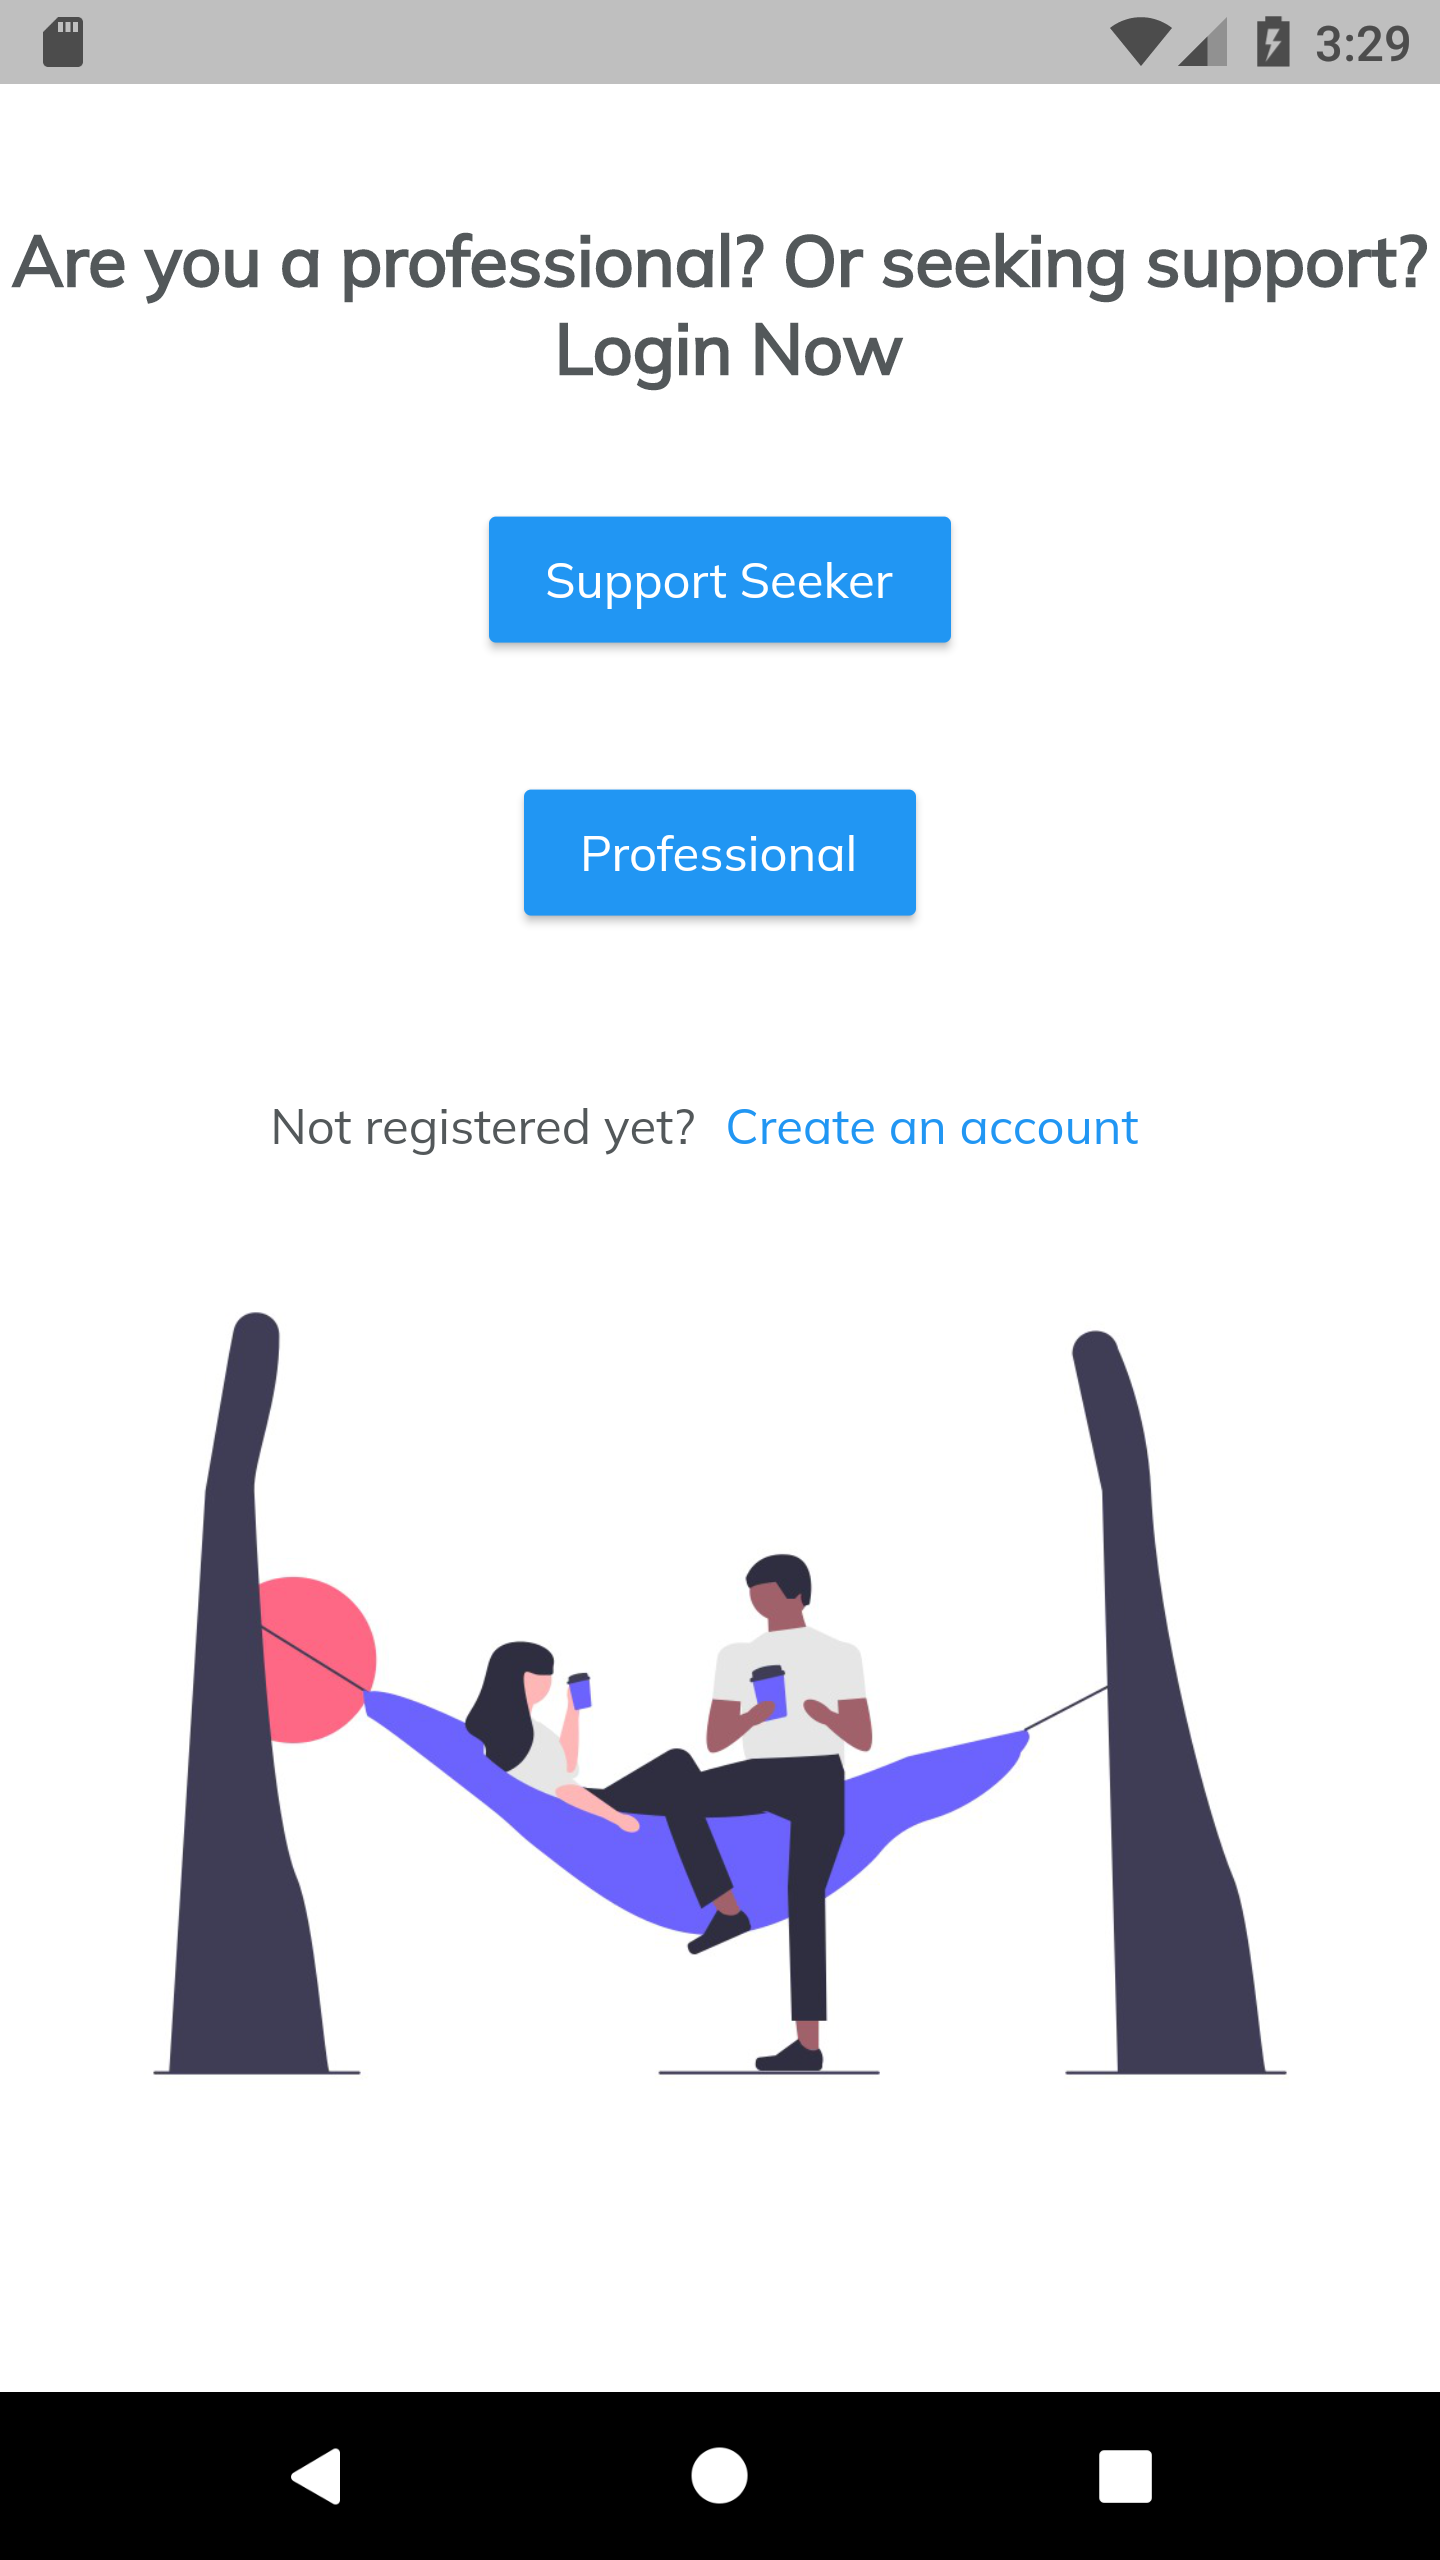 3:29
Are you a professional? Or seeking support?
Login Now
Support Seeker
Professional
Not registered yet? Create an account